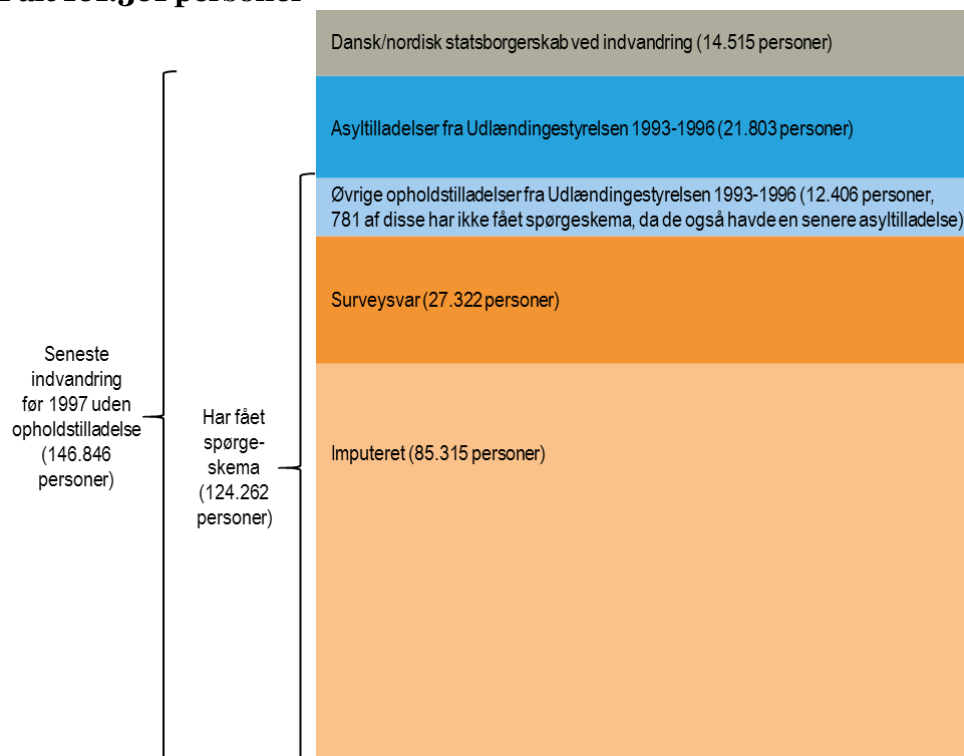 personer
Dansk/nordisk statsborgerskab ved indvandring (14.515 personer)
Asyltilladelser fra Udlændingestyrelsen 1993-1996 (21.803 personer)
Øvrige opholdstilladelser fra Udlændingestyrelsen 1993-1996 (12.406 personer,
781 af disse har ikke fået spørgeskema, da de også havde en senere asyltilladelse)
Surveysvar (27.322 personer)
Seneste
indvandring
før 1997 uden
opholdstilladelse
(146.846
personer)
Har fået
spørge-
skema
(124.262
personer)
Imputeret (85.315 personer)